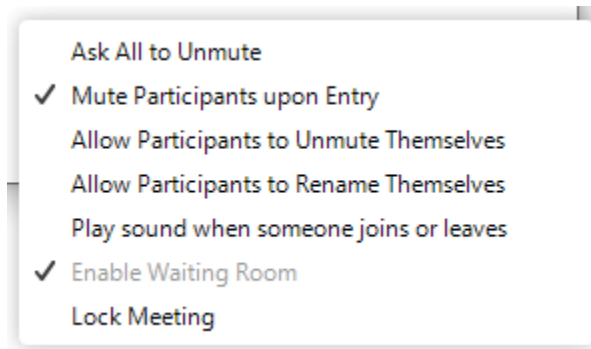 Ask All to Unmute
Mute Participants upon Entry
Allow Participants to Unmute Themselves
Allow Participants to Rename Themselves
Play sound when someone joins or leaves
Enable Waiting Room
Lock Meeting